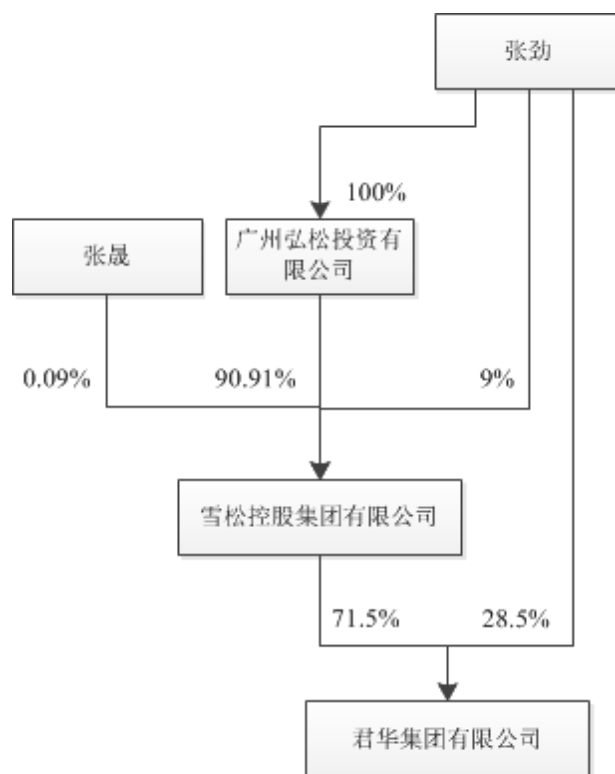 张劲
100%
张晟
广州弘松投资有
限公司
0.09%
90.91%
9%
雪松控股集团有限公司
71.5%
28.5%
君华集团有限公司